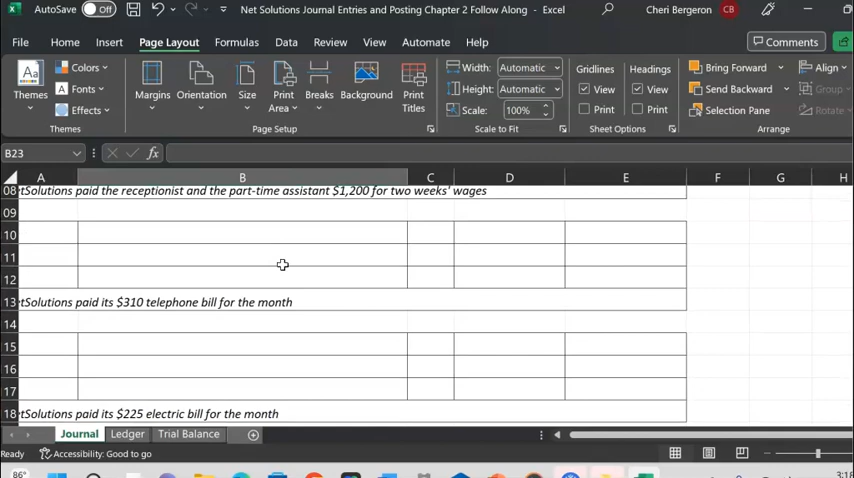 AutoSave Off Net Solutions Journal Entries and Posting Chapter 2 Follow Along - Excel Cheri Bergeron CB
File Home Insert Page Layout Formulas Data Review View Automate Help Comments
Themes Colors Fonts Effects
Margins Orientation Size Print Area Breaks Background Print Titles
Width: Automatic
Height: Automatic
Scale: 100%
Gridlines Headings
View View
Print Print
Bring Forward
Send Backward
Selection Pane
Align
Group
Rotate
Themes Page Setup Scale to Fit Sheet Options Arrange
B23 fx
A B C D E F G H
08 tSolutions paid the receptionist and the part-time assistant $1,200 for two weeks' wages
09
10
11
12
13 tSolutions paid its $310 telephone bill for the month
14
15
16
17
18 tSolutions paid its $225 electric bill for the month
Journal Ledger Trial Balance
Ready Accessibility: Good to go
86° 3:18